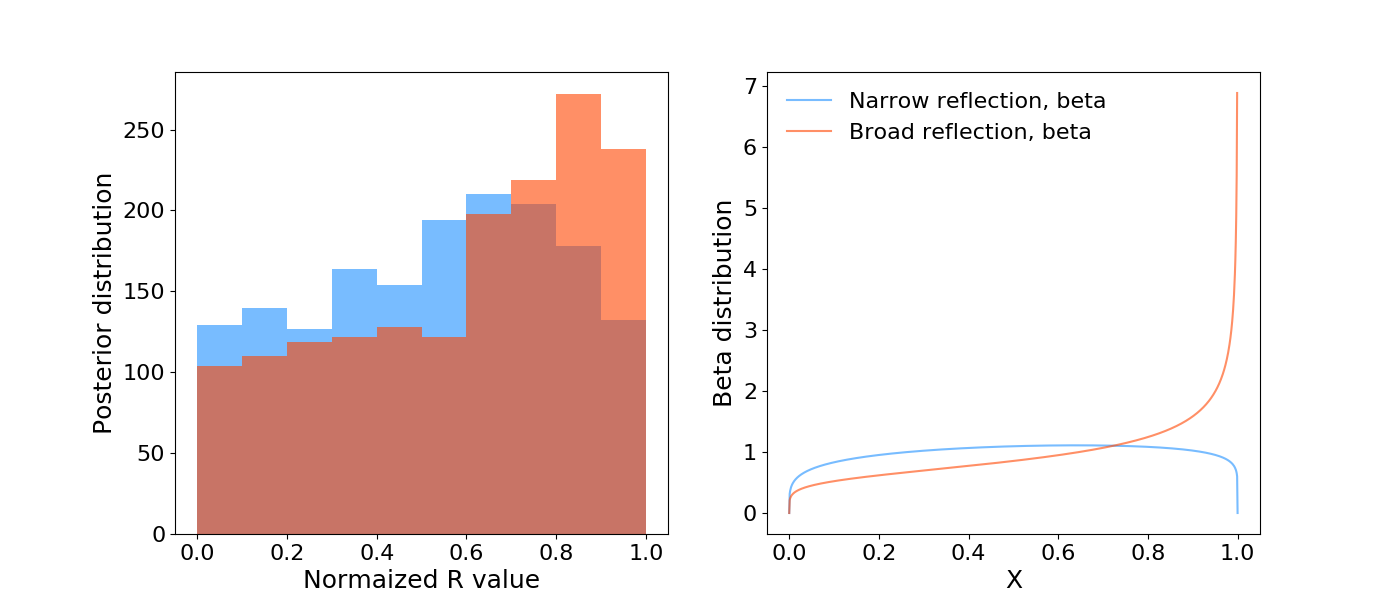 Posterior distribution
250
200
150
100
50
0
0.0 0.2 0.4 0.6 0.8 1.0
Normaized R value
Narrow reflection, beta
Broad reflection, beta
Beta distribution
7
6
5
4
3
2
1
0
0.0 0.2 0.4 0.6 0.8 1.0
X